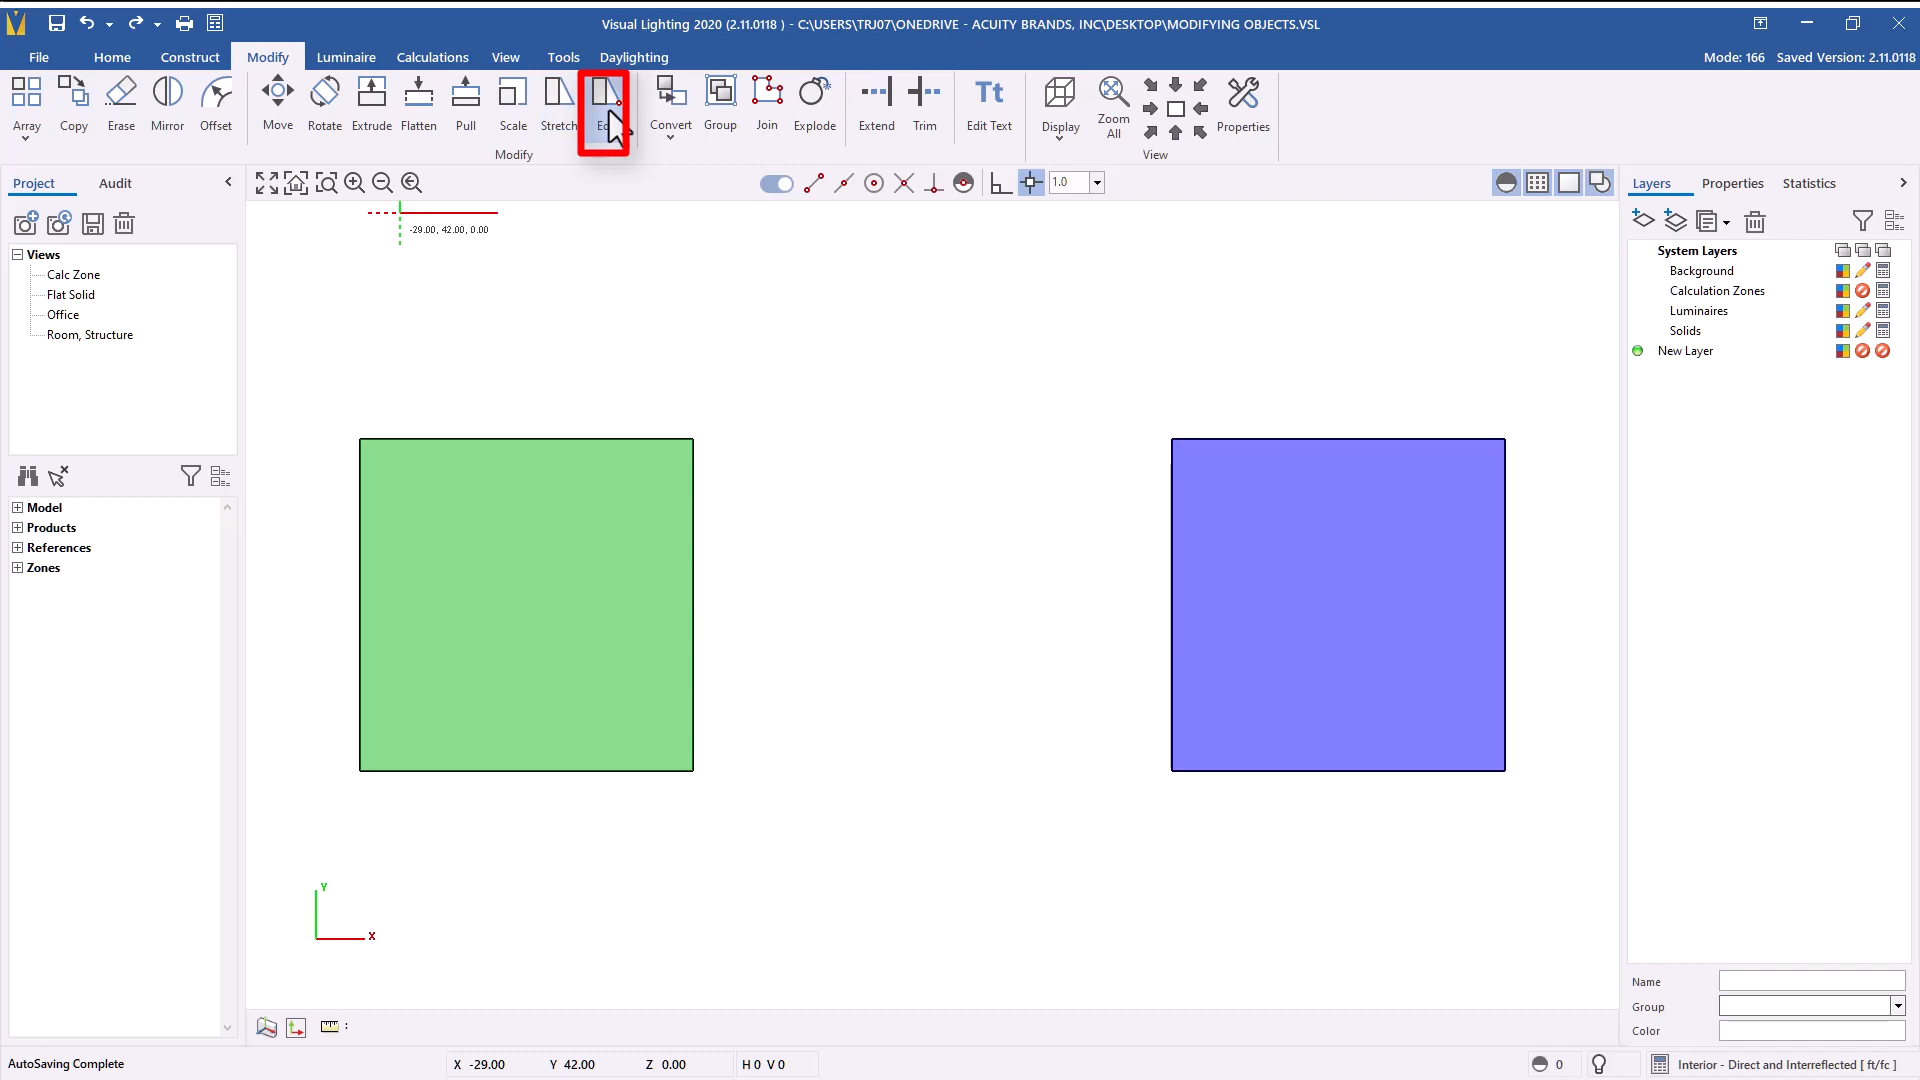 Visual Lighting 2020 (2.11.0118 ) - C:\USERS\TRJ07\ONEDRIVE - ACUITY BRANDS, INC\DESKTOP\MODIFYING OBJECTS.VSL
File Home Construct Modify Luminaire Calculations View Tools Daylighting
Mode: 166 Saved Version: 2.11.0118
Array Copy Erase Mirror Offset Move Rotate Extrude Flatten Pull Scale Stretch Convert Group Join Explode Extend Trim Edit Text Display Zoom All Properties
Tt
Modify
View
Project Audit
1.0
Layers Properties Statistics
-29.00, 42.00, 0.00
Views
Calc Zone
Flat Solid
Office
Room, Structure
Model
Products
References
Zones
System Layers
Background
Calculation Zones
Luminaires
Solids
New Layer
Y
X
Name
Group
Color
:
AutoSaving Complete
X -29.00 Y 42.00 Z 0.00 H 0 V 0
0
Interior - Direct and Interreflected [ ft/fc ]